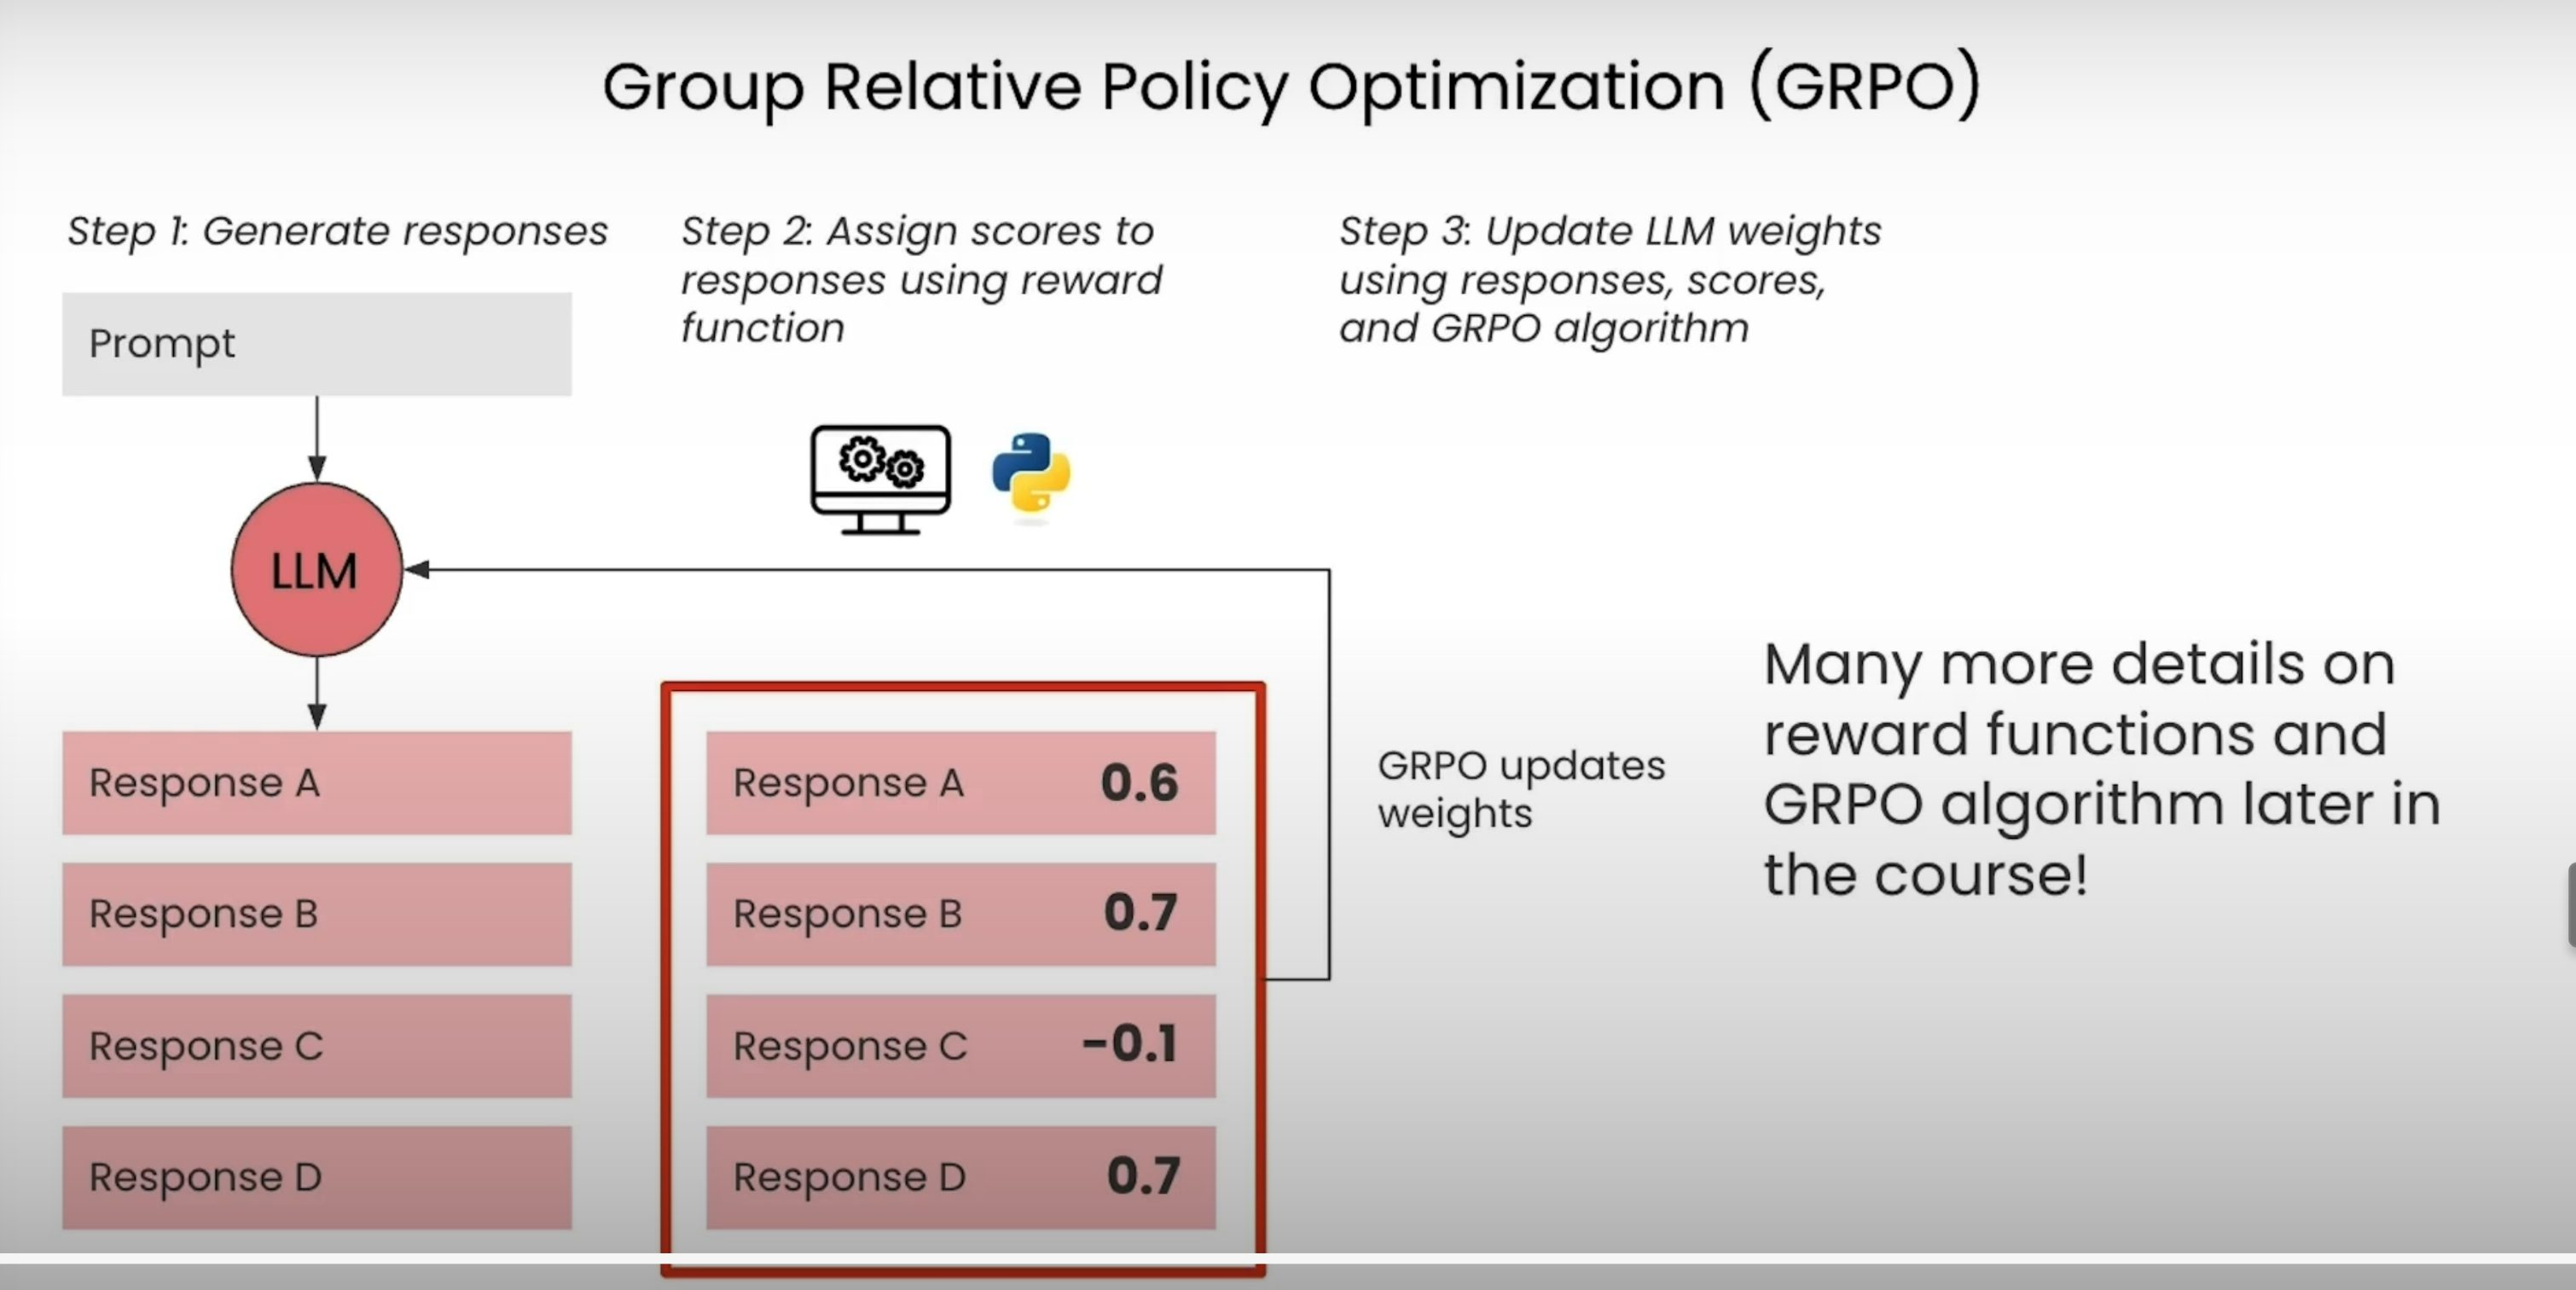 Group Relative Policy Optimization (GRPO)
Step 1: Generate responses
Prompt
LLM
Response A
Response B
Response C
Response D
Step 2: Assign scores to
responses using reward
function
Response A 0.6
Response B 0.7
Response C -0.1
Response D 0.7
Step 3: Update LLM weights
using responses, scores,
and GRPO algorithm
GRPO updates
weights
Many more details on
reward functions and
GRPO algorithm later in
the course!